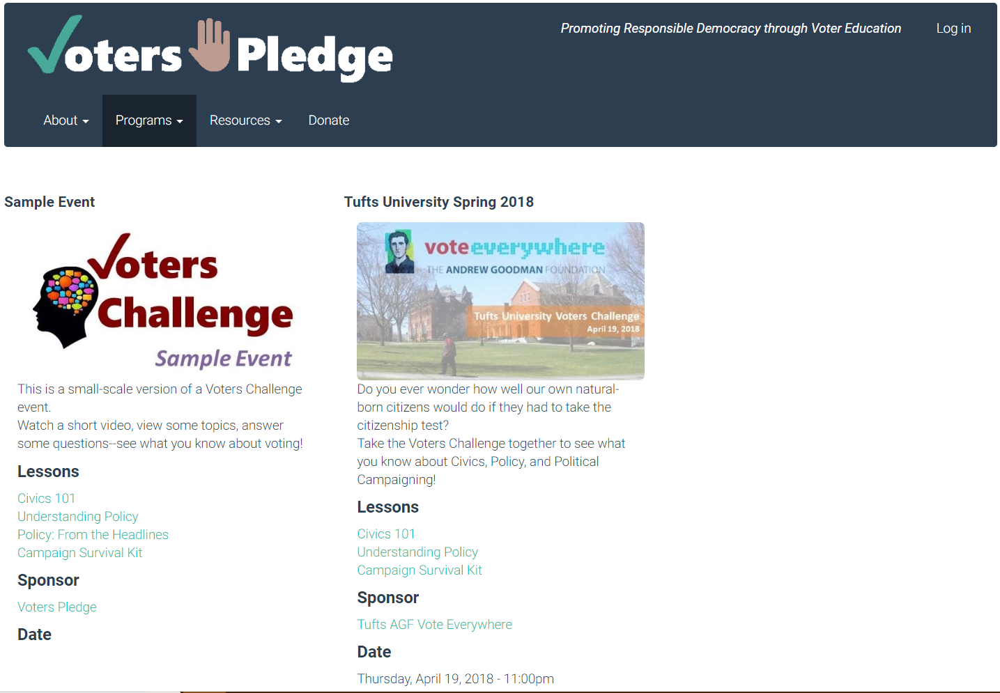 Voters Pledge
Promoting Responsible Democracy through Voter Education
Log in
About
Programs
Resources
Donate
Sample Event
Voters
Challenge
Sample Event
This is a small-scale version of a Voters Challenge
event.
Watch a short video, view some topics, answer
some questions--see what you know about voting!
Lessons
Civics 101
Understanding Policy
Policy: From the Headlines
Campaign Survival Kit
Sponsor
Voters Pledge
Date
Tufts University Spring 2018
vote everywhere
THE ANDREW GOODMAN FOUNDATION
Tufts University Voters Challenge
April 19, 2018
Do you ever wonder how well our own natural-
born citizens would do if they had to take the
citizenship test?
Take the Voters Challenge together to see what
you know about Civics, Policy, and Political
Campaigning!
Lessons
Civics 101
Understanding Policy
Campaign Survival Kit
Sponsor
Tufts AGF Vote Everywhere
Date
Thursday, April 19, 2018 - 11:00pm